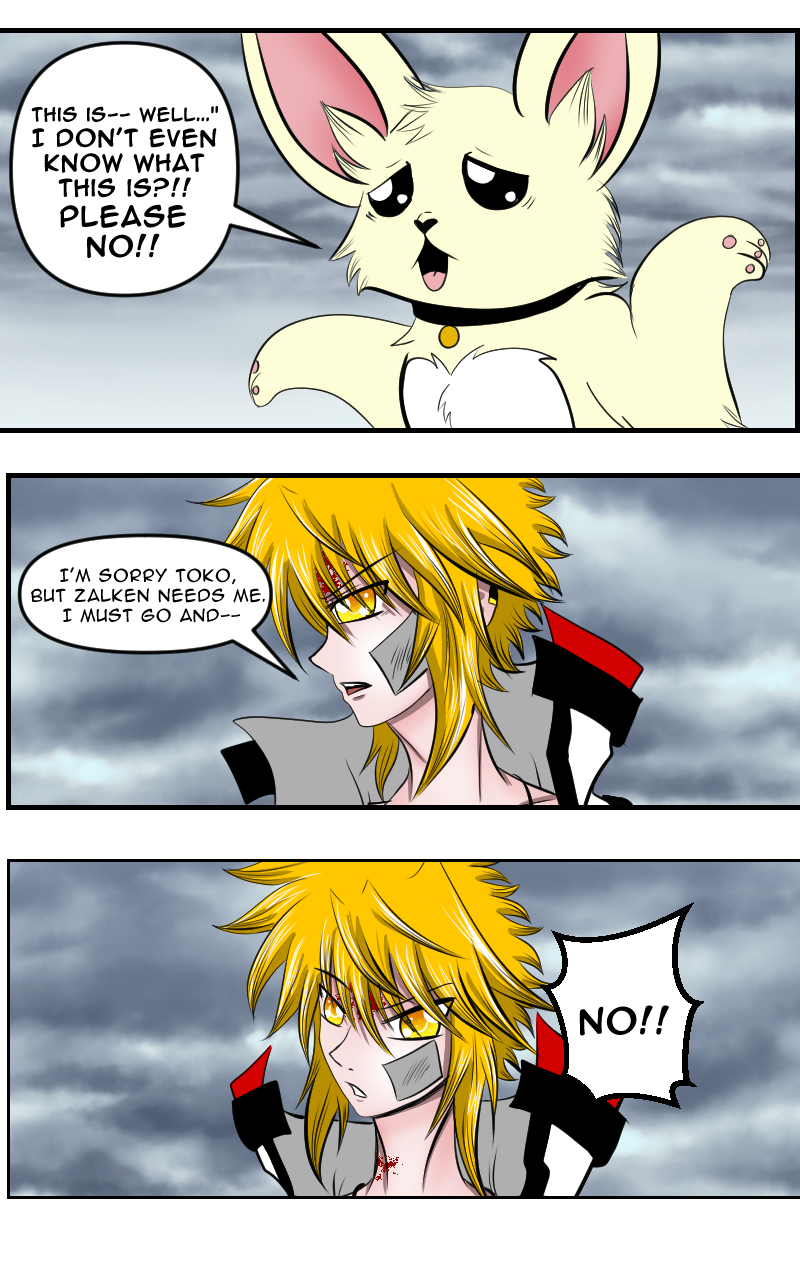 THIS IS-- WELL..."
I DON'T EVEN
KNOW WHAT
THIS IS?!!
PLEASE
NO!!
I'M SORRY TOKO,
BUT ZALKEN NEEDS ME.
I MUST GO AND--
NO!!